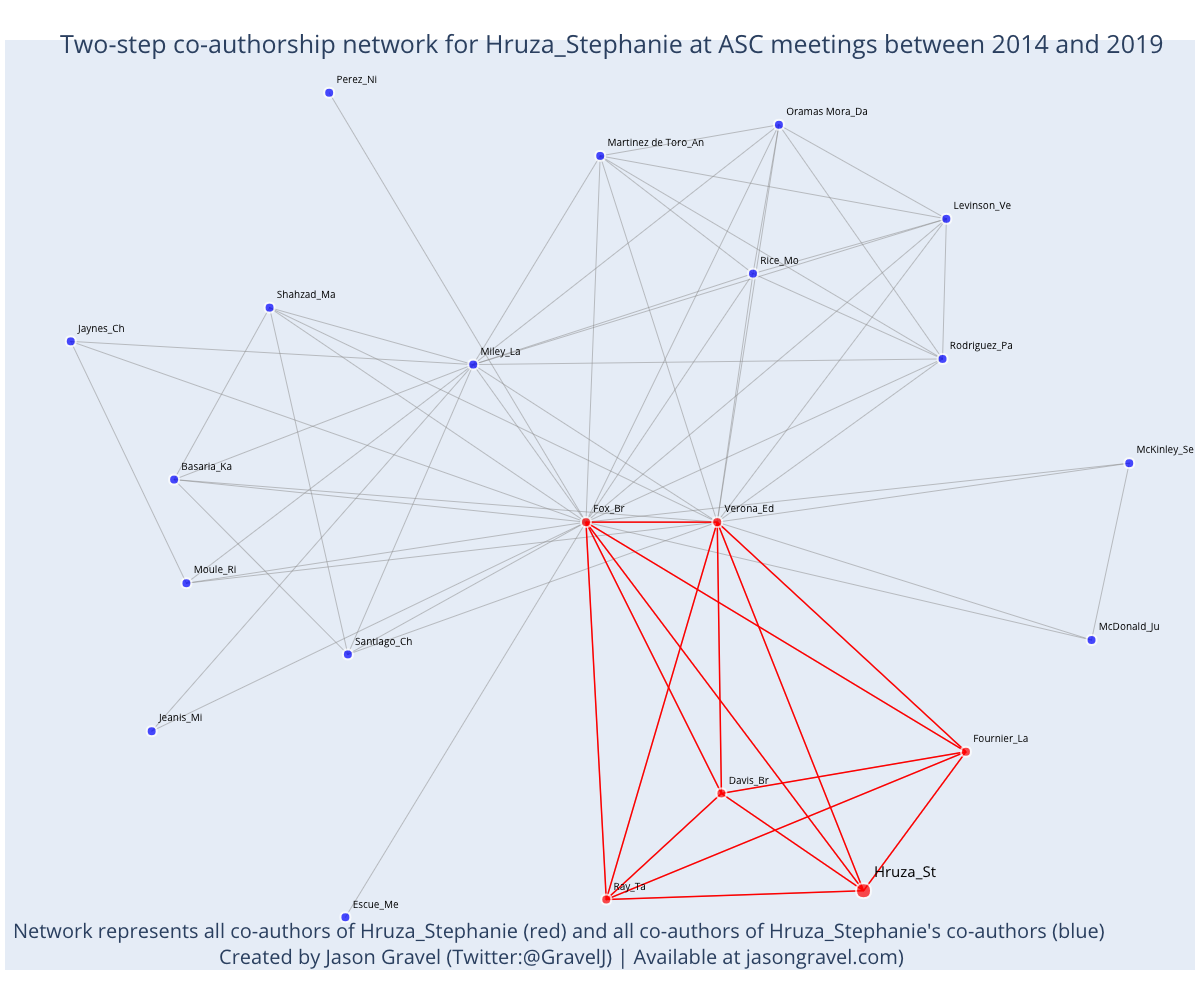 Two-step co-authorship network for Hruza_Stephanie at ASC meetings between 2014 and 2019
Perez_Ni
Oramas Mora_Da
Martinez de Toro_An
Levinson_Ve
Rice_Mo
Shahzad_Ma
Jaynes_Ch
Miley_La
Rodriguez_Pa
McKinley_Se
Basaria_Ka
Fox_Br
Verona_Ed
Moule_Ri
McDonald_Ju
Santiago_Ch
Jeanis_Mi
Fournier_La
Davis_Br
Hruza_St
Ray_Ta
Escue_Me
Network represents all co-authors of Hruza_Stephanie (red) and all co-authors of Hruza_Stephanie's co-authors (blue)
Created by Jason Gravel (Twitter:@GravelJ) | Available at jasongravel.com)